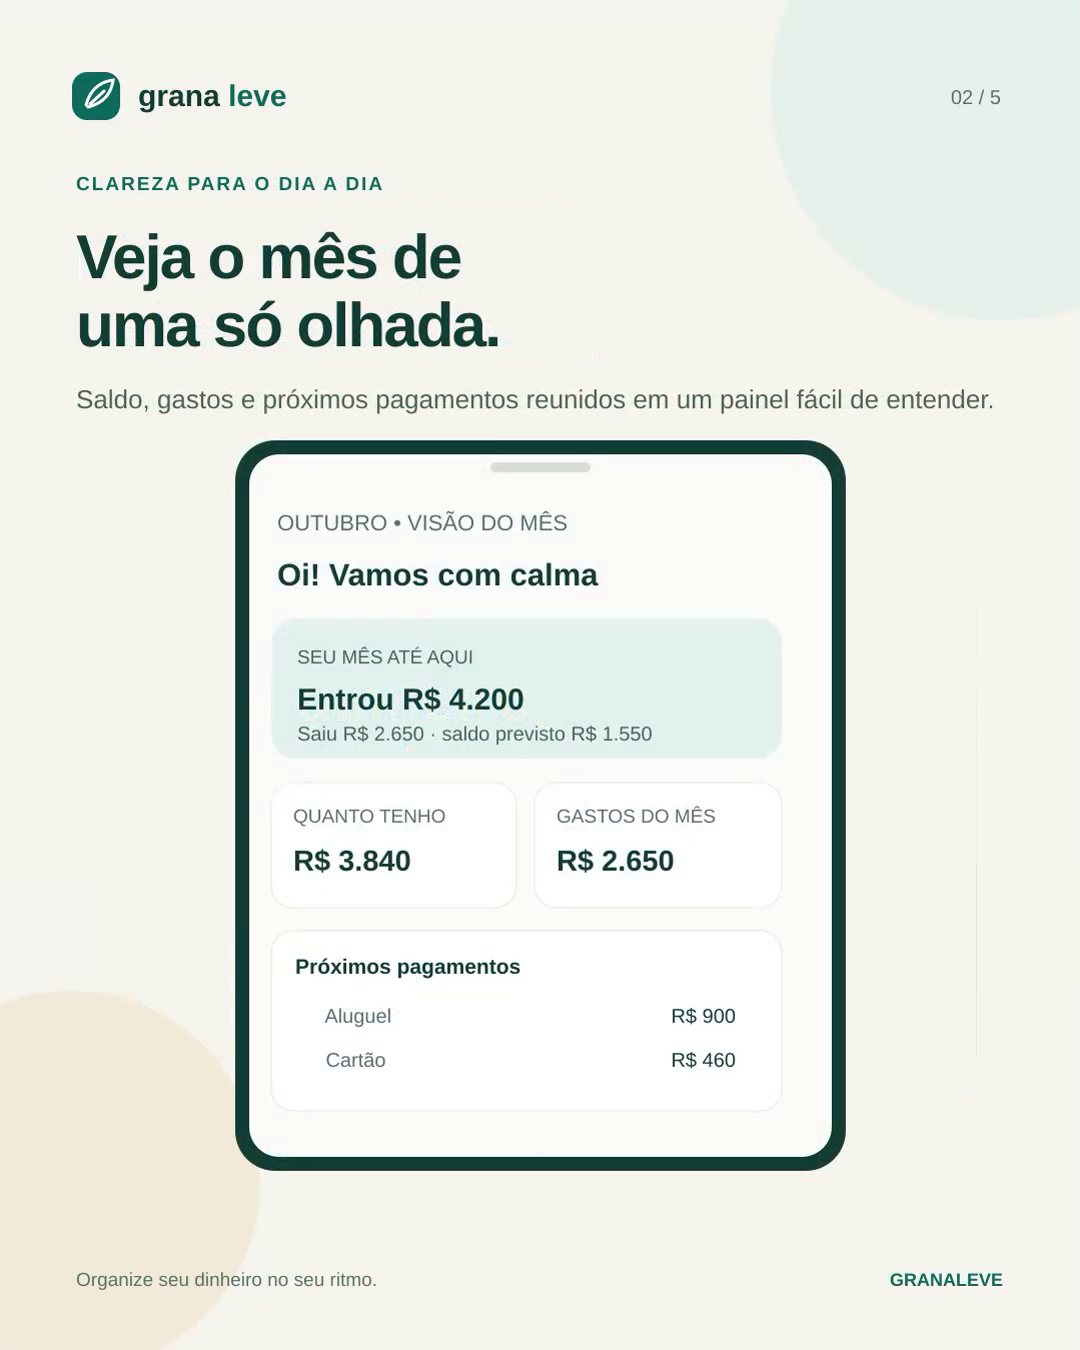 grana leve
02 / 5
CLAREZA PARA O DIA A DIA
Veja o mês de
uma só olhada.
Saldo, gastos e próximos pagamentos reunidos em um painel fácil de entender.
OUTUBRO • VISÃO DO MÊS
Oi! Vamos com calma
SEU MÊS ATÉ AQUI
Entrou R$ 4.200
Saiu R$ 2.650 · saldo previsto R$ 1.550
QUANTO TENHO
R$ 3.840
GASTOS DO MÊS
R$ 2.650
Próximos pagamentos
Aluguel R$ 900
Cartão R$ 460
Organize seu dinheiro no seu ritmo.
GRANALEVE